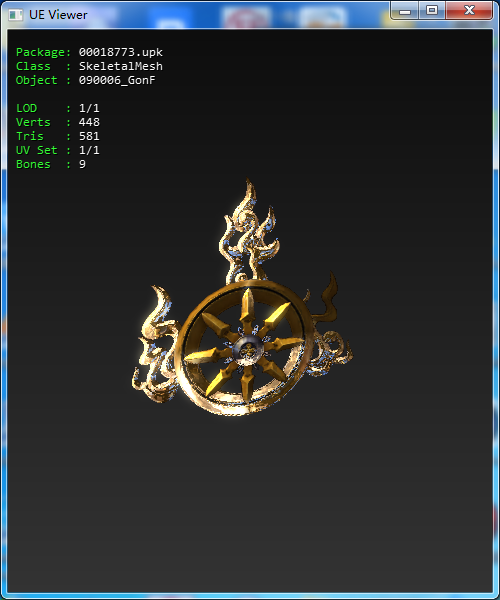 UE Viewer
Package: 00018773.upk
Class : SkeletalMesh
Object : 090006_GonF
LOD : 1/1
Verts : 448
Tris : 581
UV Set : 1/1
Bones : 9